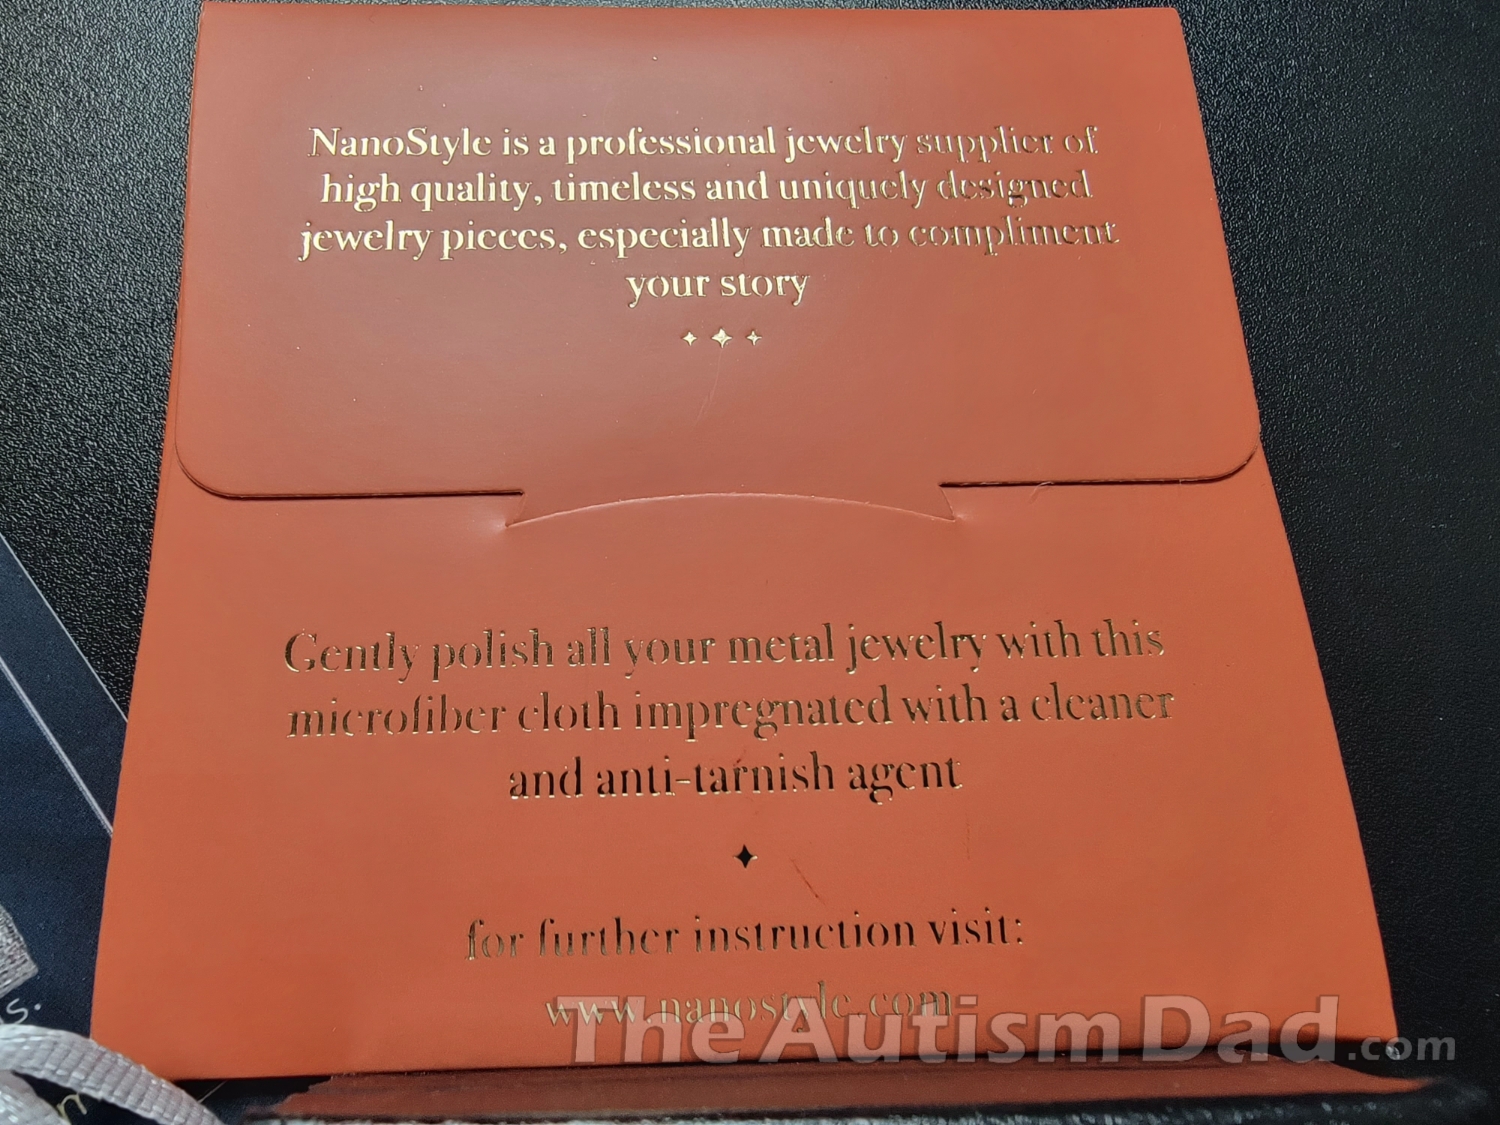 NanoStyle is a professional jewelry supplier of
high quality, timeless and uniquely designed
jewelry pieces, especially made to compliment
your story
Gently polish all your metal jewelry with this
microfiber cloth impregnated with a cleaner
and anti-tarnish agent
for further instruction visit:
www.nanostyle.com
TheAutismDad.com